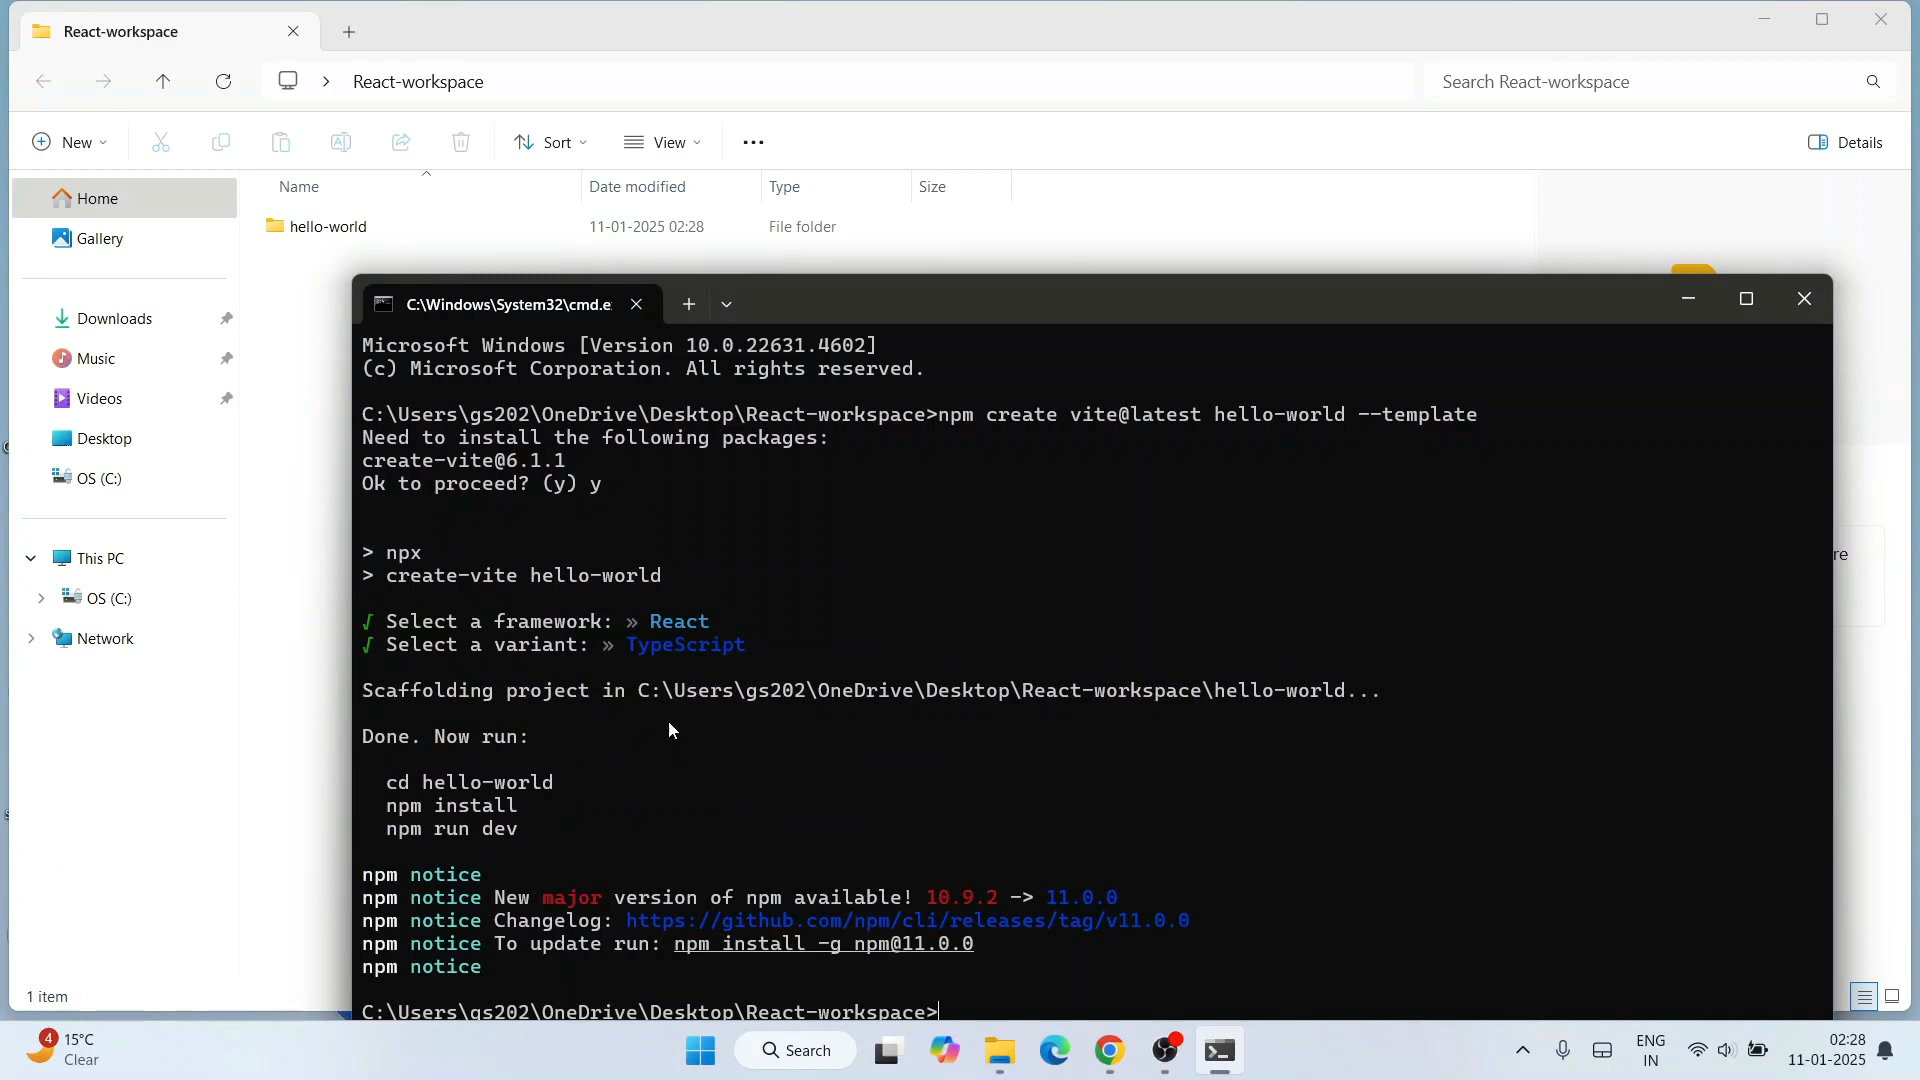 React-workspace
React-workspace
Search React-workspace
New
Sort
View
Details
Name
Date modified
Type
Size
Home
hello-world
11-01-2025 02:28
File folder
Gallery
Downloads
Music
Videos
Desktop
OS (C:)
This PC
OS (C:)
Network
1 item
re
C:\Windows\System32\cmd.e
Microsoft Windows [Version 10.0.22631.4602]
(c) Microsoft Corporation. All rights reserved.
C:\Users\gs202\OneDrive\Desktop\React-workspace>npm create vite@latest hello-world --template
Need to install the following packages:
create-vite@6.1.1
Ok to proceed? (y) y
> npx
> create-vite hello-world
√ Select a framework: » React
√ Select a variant: » TypeScript
Scaffolding project in C:\Users\gs202\OneDrive\Desktop\React-workspace\hello-world...
Done. Now run:
cd hello-world
npm install
npm run dev
npm notice
npm notice New major version of npm available! 10.9.2 -> 11.0.0
npm notice Changelog: https://github.com/npm/cli/releases/tag/v11.0.0
npm notice To update run: npm install -g npm@11.0.0
npm notice
C:\Users\gs202\OneDrive\Desktop\React-workspace>
4
15°C
Clear
Search
ENG
IN
02:28
11-01-2025